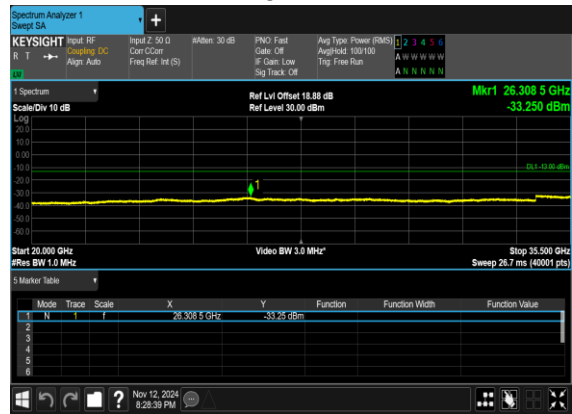 Spectrum Analyzer 1
Swept SA
+
KEYSIGHT Input: RF Input Z: 50 Ω #Atten: 30 dB PNO: Fast Avg Type: Power (RMS) 1 2 3 4 5 6
R T Coupling: DC Corr CCorr Gate: Off Avg|Hold: 100/100 A W W W W W
Align: Auto Freq Ref: Int (S) IF Gain: Low Trig: Free Run
LW Sig Track: Off A N N N N N
1 Spectrum Ref Lvl Offset 18.88 dB Mkr1 26.308 5 GHz
Scale/Div 10 dB Ref Level 30.00 dBm -33.250 dBm
Log
20.0
10.0
0.00
-10.0
DL1 -13.00 dBm
-20.0
1
-30.0
-40.0
-50.0
-60.0
Start 20.000 GHz Video BW 3.0 MHz* Stop 35.500 GHz
#Res BW 1.0 MHz Sweep 26.7 ms (40001 pts)
5 Marker Table
Mode Trace Scale X Y Function Function Width Function Value
1 N 1 f 26.308 5 GHz -33.25 dBm
2
3
4
5
6
? Nov 12, 2024
8:28:39 PM